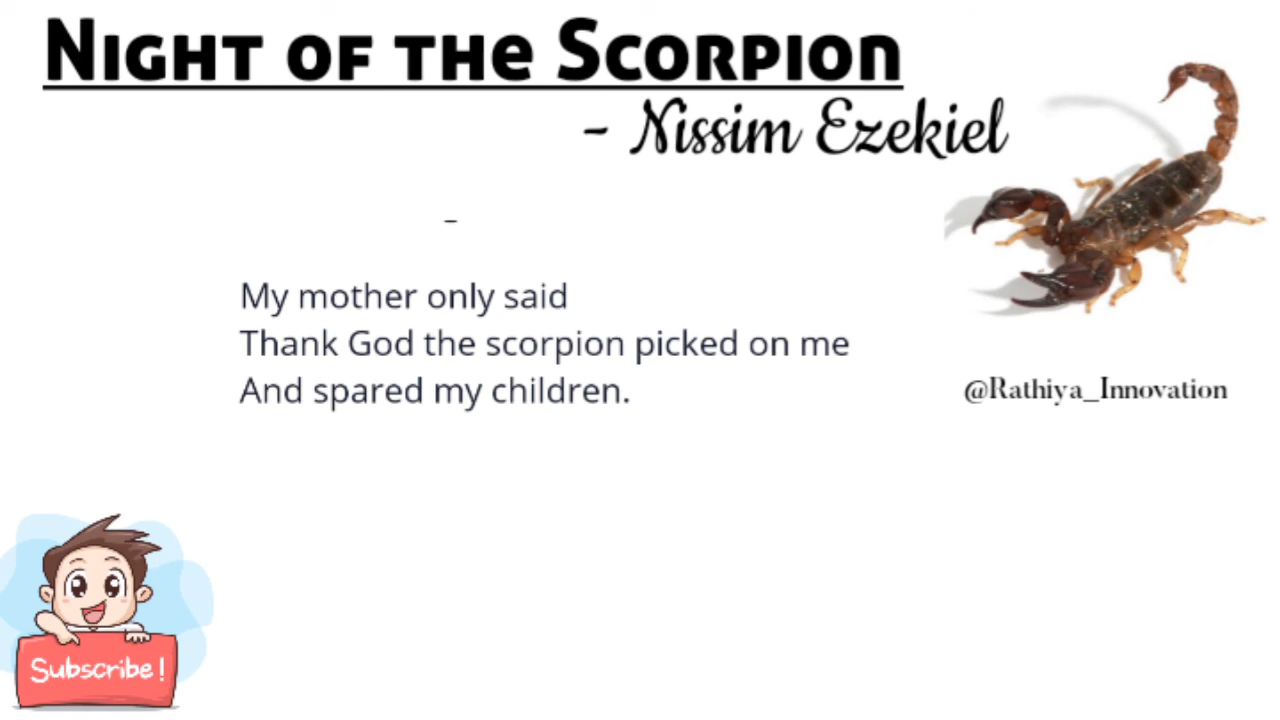 Night of the Scorpion
- Nissim Ezekiel
-
My mother only said
Thank God the scorpion picked on me
And spared my children.
@Rathiya_Innovation
Subscribe!